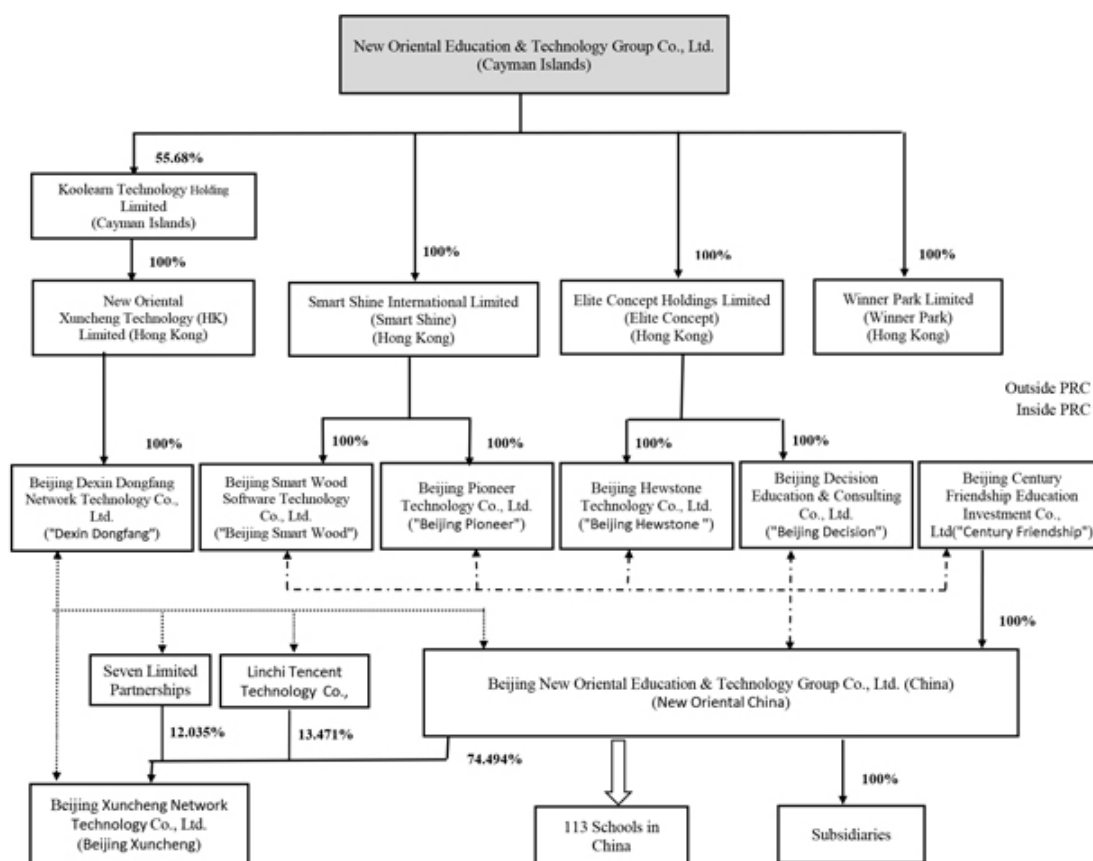 New Oriental Education & Technology Group Co., Ltd.
(Cayman Islands)
55.68%
Koolearn Technology Holding
Limited
(Cayman Islands)
100%
100%
100%
100%
New Oriental
Xuncheng Technology (HK)
Limited (Hong Kong)
Smart Shine International Limited
(Smart Shine)
(Hong Kong)
Elite Concept Holdings Limited
(Elite Concept)
(Hong Kong)
Winner Park Limited
(Winner Park)
(Hong Kong)
Outside PRC
Inside PRC
100%
100%
100%
100%
100%
Beijing Dexin Dongfang
Network Technology Co.,
Ltd.
("Dexin Dongfang")
Beijing Smart Wood
Software Technology
Co., Ltd.
("Beijing Smart Wood")
Beijing Pioneer
Technology Co., Ltd.
("Beijing Pioneer")
Beijing Hewstone
Technology Co., Ltd.
("Beijing Hewstone ")
Beijing Decision
Education & Consulting
Co., Ltd.
("Beijing Decision")
Beijing Century
Friendship Education
Investment Co.,
Ltd("Century Friendship")
100%
Seven Limited
Partnerships
Linchi Tencent
Technology Co.,
Beijing New Oriental Education & Technology Group Co., Ltd. (China)
(New Oriental China)
12.035%
13.471%
74.494%
100%
Beijing Xuncheng Network
Technology Co., Ltd.
(Beijing Xuncheng)
113 Schools in
China
Subsidiaries